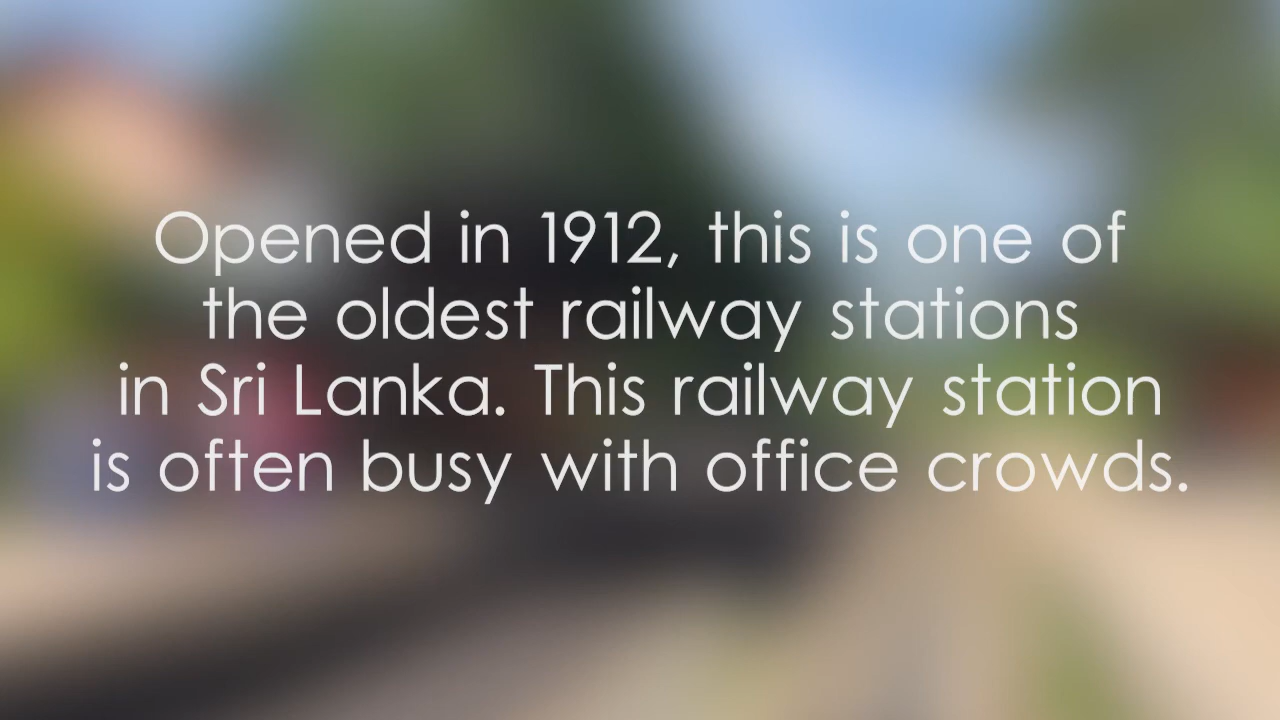 Opened in 1912, this is one of
the oldest railway stations
in Sri Lanka. This railway station
is often busy with office crowds.